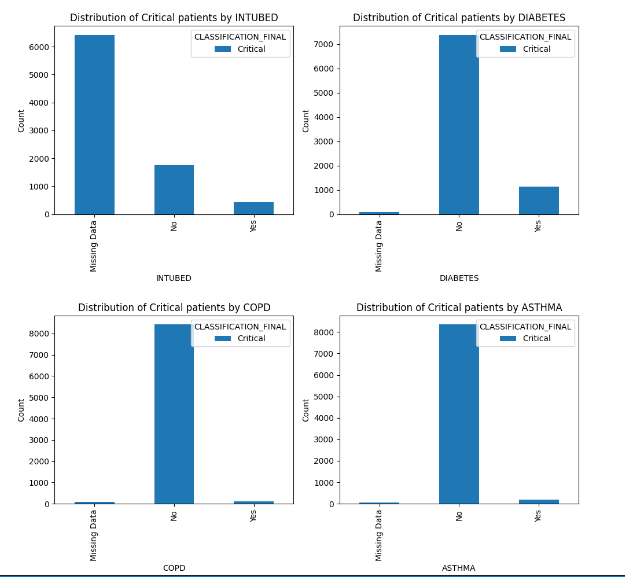 Distribution of Critical patients by INTUBED
CLASSIFICATION_FINAL
Critical
6000
5000
4000
3000
2000
1000
0
Count
Missing Data
No
Yes
INTUBED
Distribution of Critical patients by DIABETES
CLASSIFICATION_FINAL
Critical
7000
6000
5000
4000
3000
2000
1000
0
Count
Missing Data
No
Yes
DIABETES
Distribution of Critical patients by COPD
CLASSIFICATION_FINAL
Critical
8000
7000
6000
5000
4000
3000
2000
1000
0
Count
Missing Data
No
Yes
COPD
Distribution of Critical patients by ASTHMA
CLASSIFICATION_FINAL
Critical
8000
7000
6000
5000
4000
3000
2000
1000
0
Count
Missing Data
No
Yes
ASTHMA